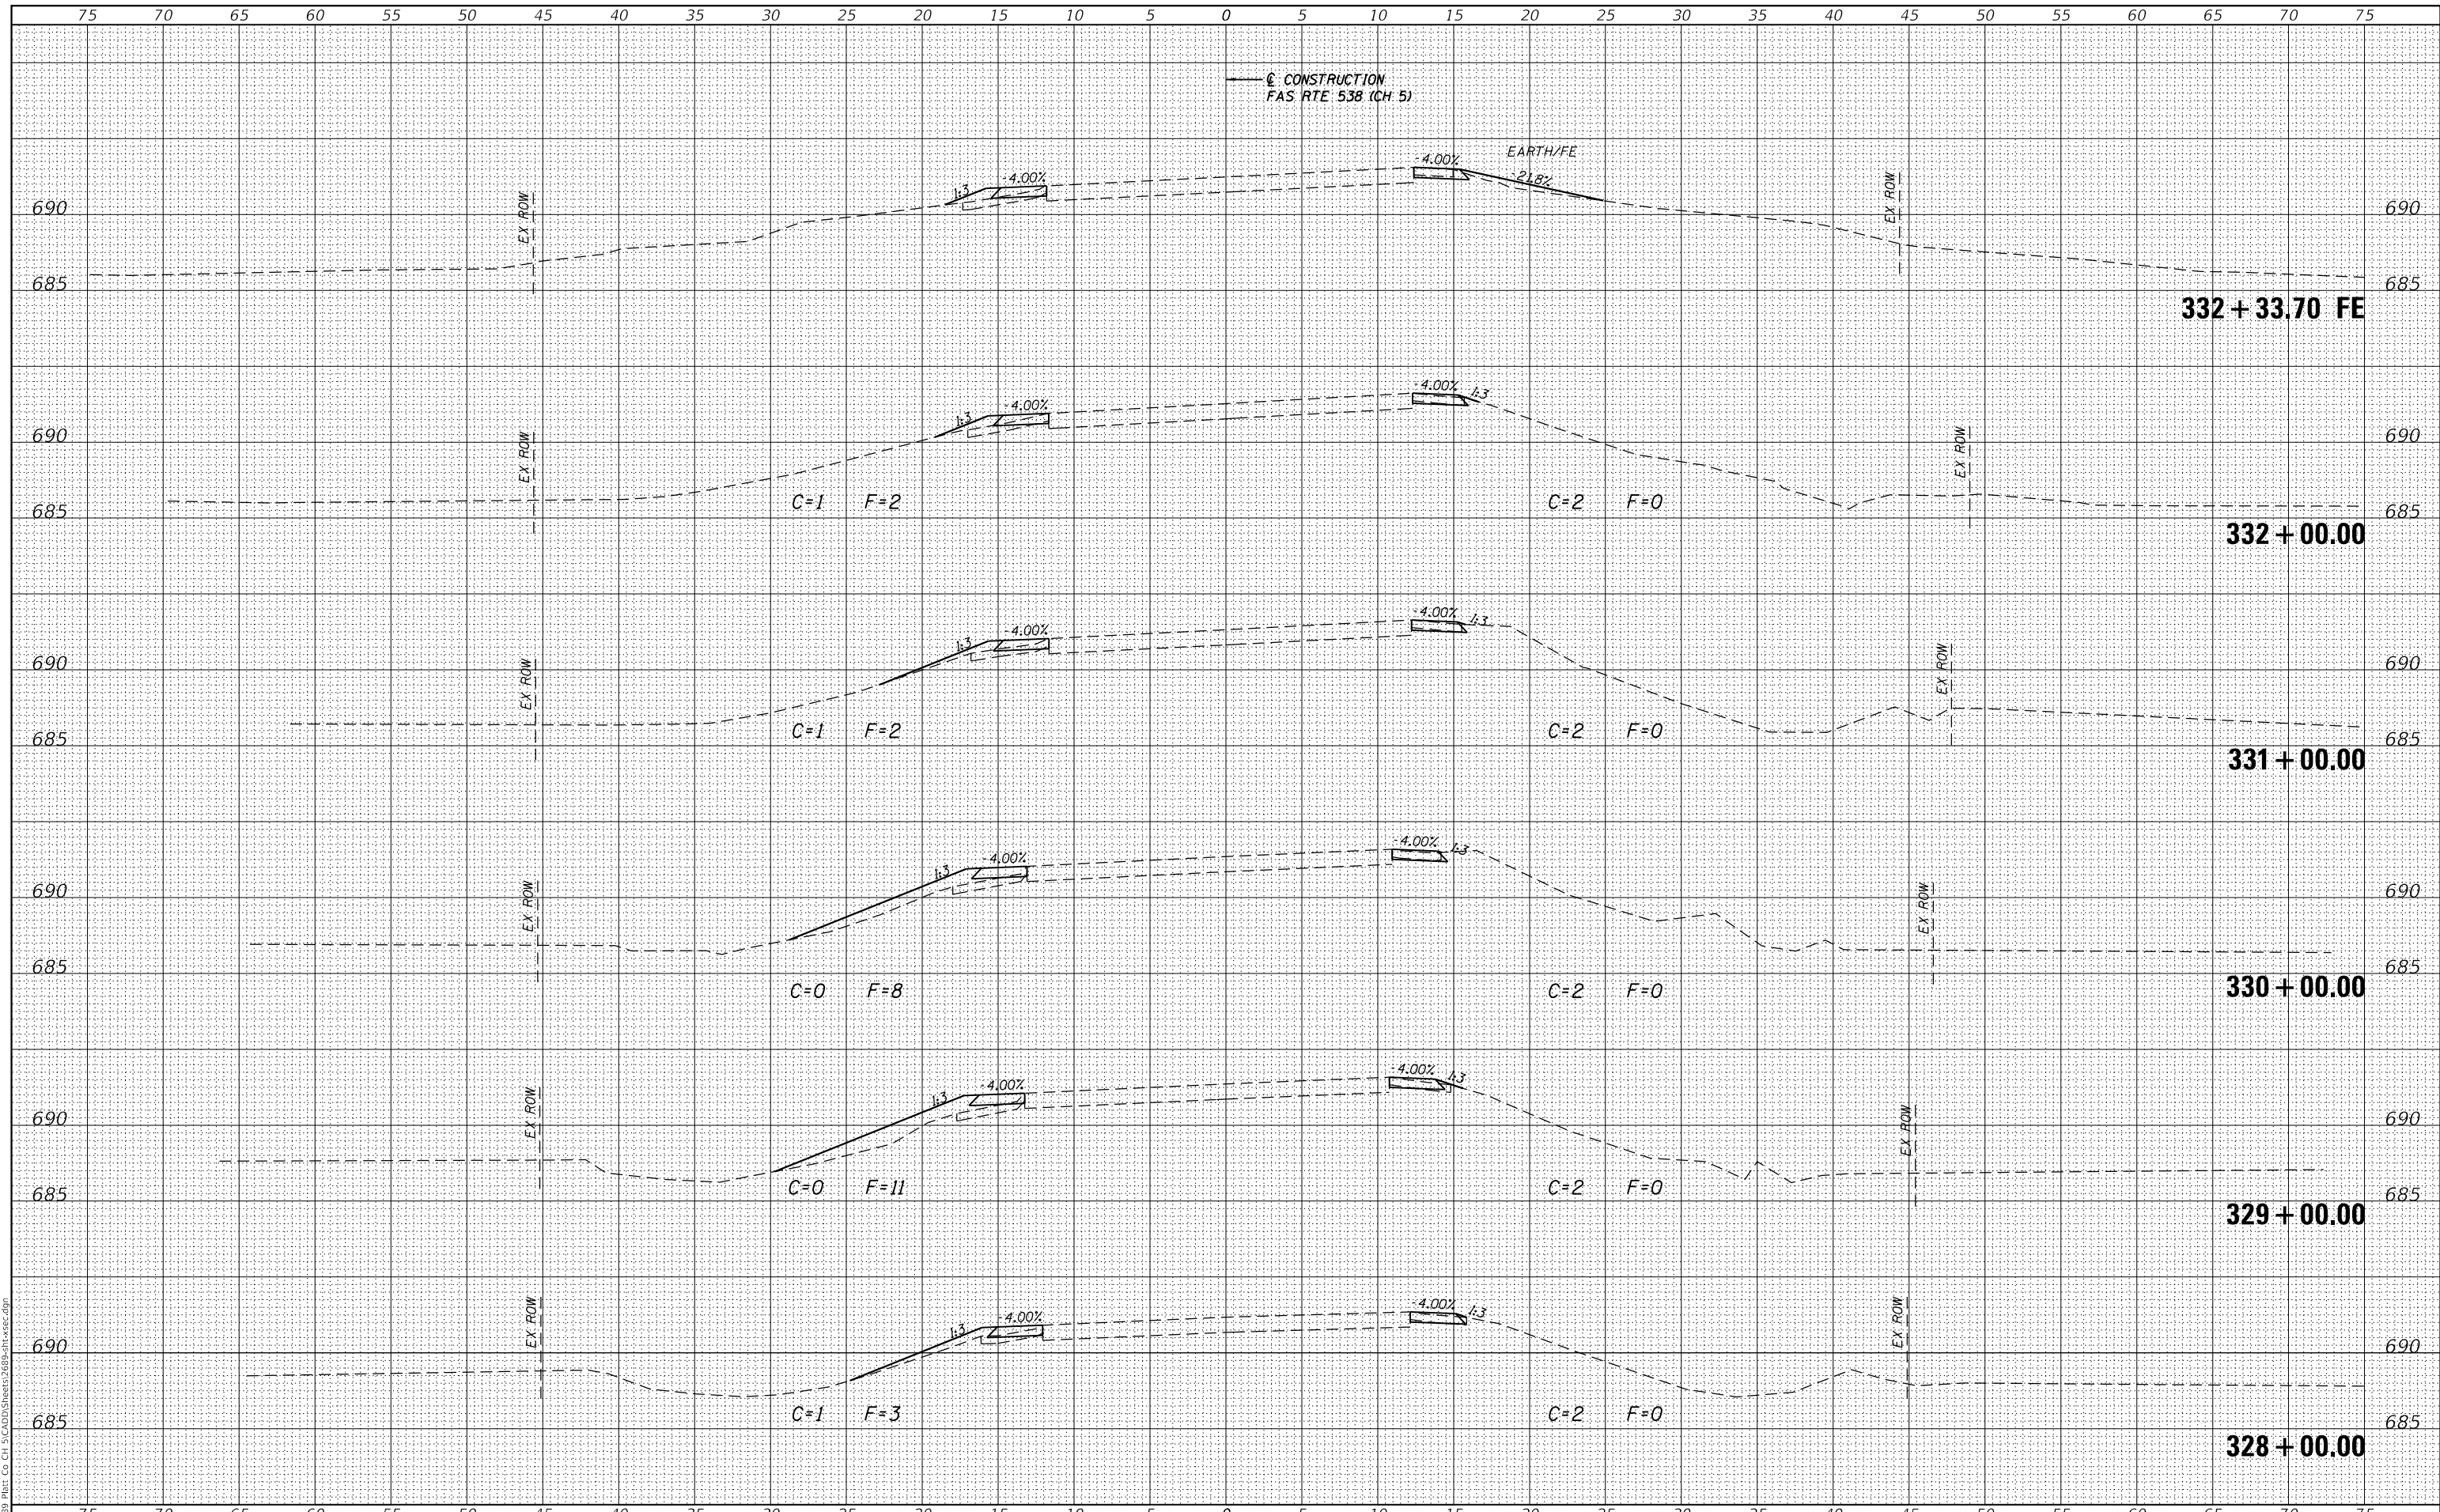 75 70 65 60 55 50 45 40 35 30 25 20 15 10 5 0 5 10 15 20 25 30 35 40 45 50 55 60 65 70 75
℄ CONSTRUCTION
FAS RTE 538 (CH 5)
EX ROW 1:3 -4.00% -4.00% EARTH/FE -21.8% EX ROW
690 690
685 685
332 + 33.70 FE
EX ROW 1:3 -4.00% -4.00% 1:3 EX ROW
690 690
C=1 F=2 C=2 F=0
685 685
332 + 00.00
EX ROW 1:3 -4.00% -4.00% 1:3 EX ROW
690 690
C=1 F=2 C=2 F=0
685 685
331 + 00.00
EX ROW 1:3 -4.00% -4.00% 1:3 EX ROW
690 690
685 685
C=0 F=8 C=2 F=0
330 + 00.00
EX ROW 1:3 -4.00% -4.00% 1:3 EX ROW
690 690
685 685
C=0 F=11 C=2 F=0
329 + 00.00
EX ROW 1:3 -4.00% -4.00% 1:3 EX ROW
690 690
C=1 F=3 C=2 F=0
685 685
328 + 00.00
75 70 65 60 55 50 45 40 35 30 25 20 15 10 5 0 5 10 15 20 25 30 35 40 45 50 55 60 65 70 75